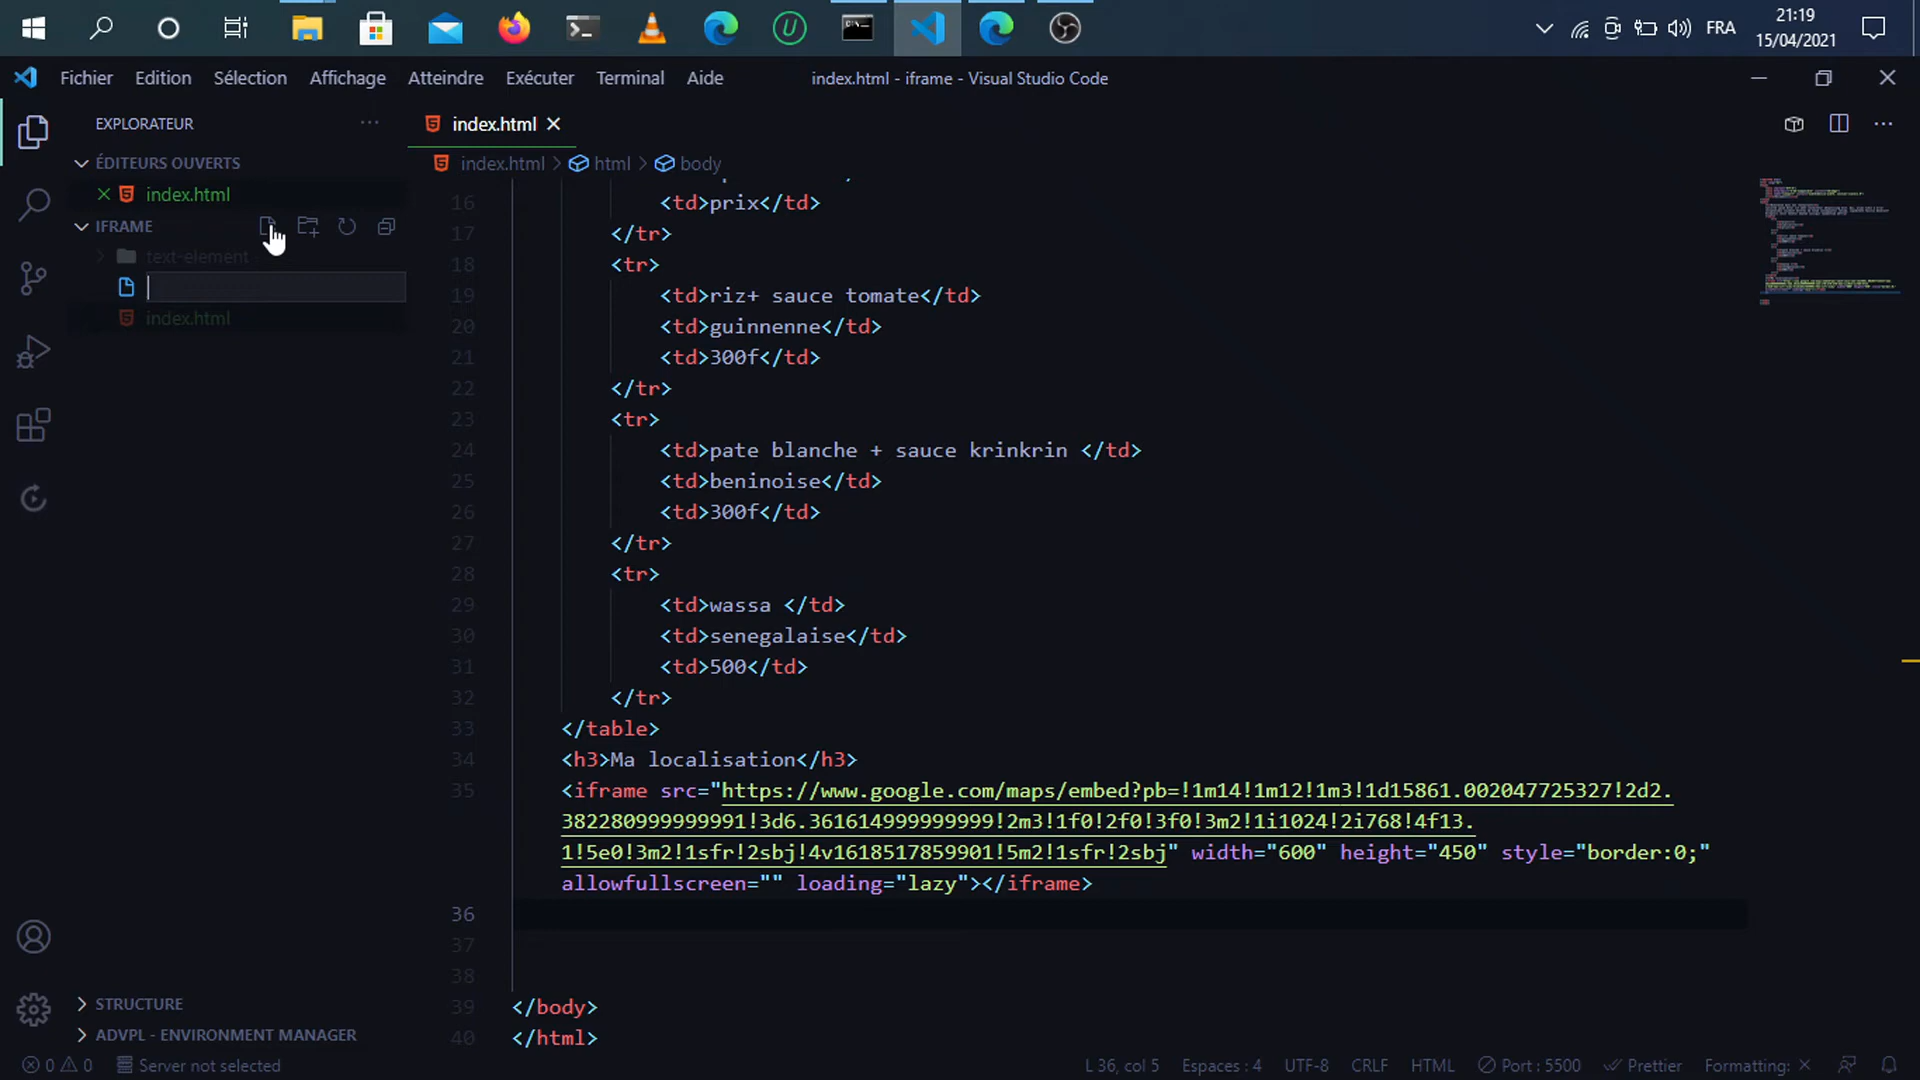 21:19
FRA
15/04/2021
Fichier Edition Sélection Affichage Atteindre Exécuter Terminal Aide
index.html - iframe - Visual Studio Code
EXPLORATEUR
index.html
ÉDITEURS OUVERTS
index.html > html > body
index.html
IFRAME
text-element
index.html
16 <td>prix</td>
17 </tr>
18 <tr>
19 <td>riz+ sauce tomate</td>
20 <td>guinnenne</td>
21 <td>300f</td>
22 </tr>
23 <tr>
24 <td>pate blanche + sauce krinkrin </td>
25 <td>beninoise</td>
26 <td>300f</td>
27 </tr>
28 <tr>
29 <td>wassa </td>
30 <td>senegalaise</td>
31 <td>500</td>
32 </tr>
33 </table>
34 <h3>Ma localisation</h3>
35 <iframe src="https://www.google.com/maps/embed?pb=!1m14!1m12!1m3!1d15861.002047725327!2d2.
382280999999991!3d6.361614999999999!2m3!1f0!2f0!3f0!3m2!1i1024!2i768!4f13.
1!5e0!3m2!1sfr!2sbj!4v1618517859901!5m2!1sfr!2sbj" width="600" height="450" style="border:0;"
allowfullscreen="" loading="lazy"></iframe>
36
37
38
39 </body>
40 </html>
STRUCTURE
ADVPL - ENVIRONMENT MANAGER
0 0 Server not selected
L 36, col 5 Espaces : 4 UTF-8 CRLF HTML Port : 5500 Prettier Formatting: ×